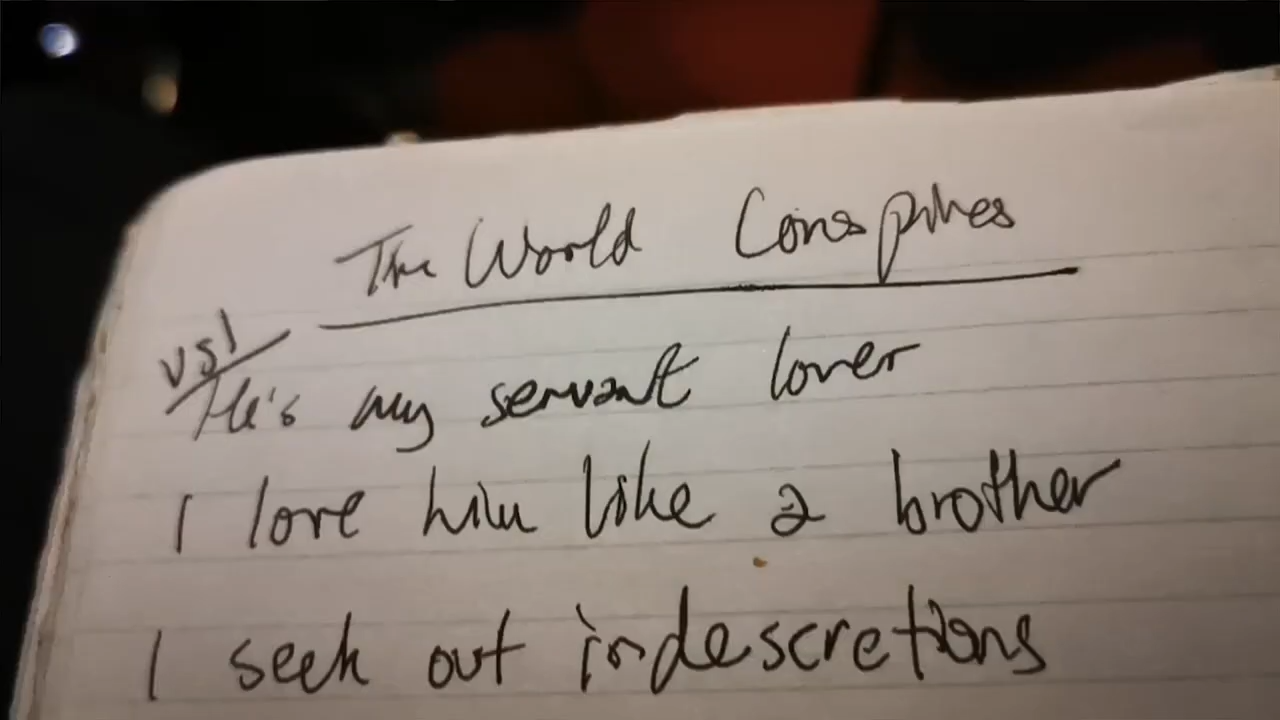 The World Conspires
VS1
He's my servant lover
I love him like a brother
I seek out indescretions